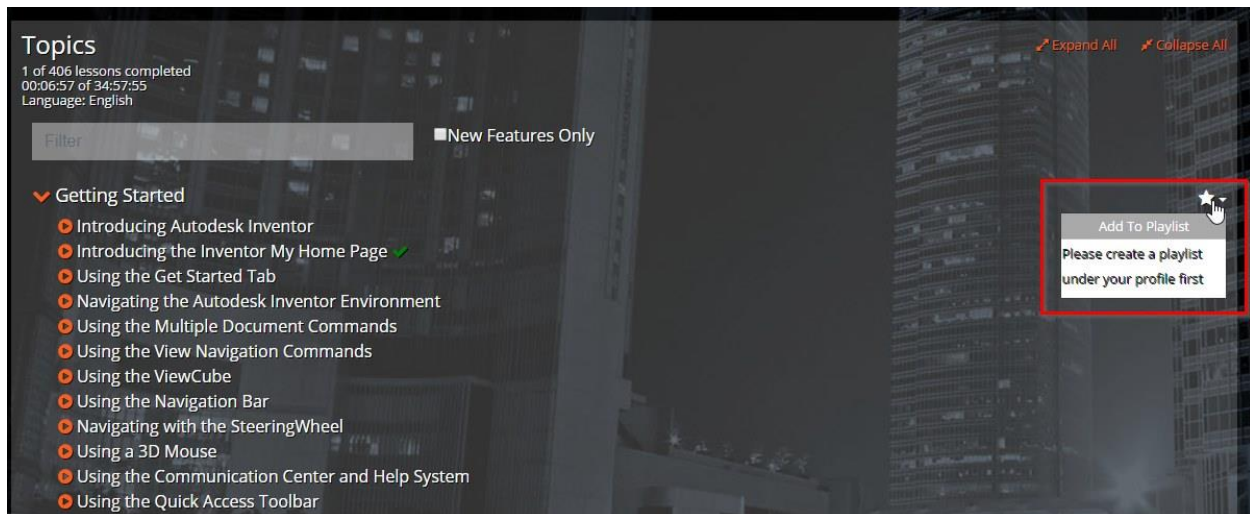 Topics
Expand All
Collapse All
1 of 406 lessons completed
00:06:57 of 34:57:55
Language: English
Filter
New Features Only
Getting Started
Add To Playlist
Please create a playlist
under your profile first
Introducing Autodesk Inventor
Introducing the Inventor My Home Page
Using the Get Started Tab
Navigating the Autodesk Inventor Environment
Using the Multiple Document Commands
Using the View Navigation Commands
Using the ViewCube
Using the Navigation Bar
Navigating with the SteeringWheel
Using a 3D Mouse
Using the Communication Center and Help System
Using the Quick Access Toolbar